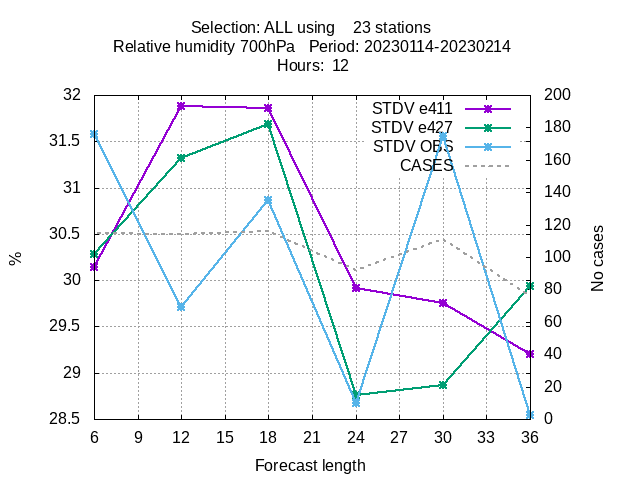 Selection: ALL using    23 stations
Relative humidity 700hPa   Period: 20230114-20230214
Hours:  12
STDV e411
STDV e427
STDV OBS
CASES
32
31.5
31
30.5
30
29.5
29
28.5
200
180
160
140
120
100
80
60
40
20
0
%
No cases
6 9 12 15 18 21 24 27 30 33 36
Forecast length